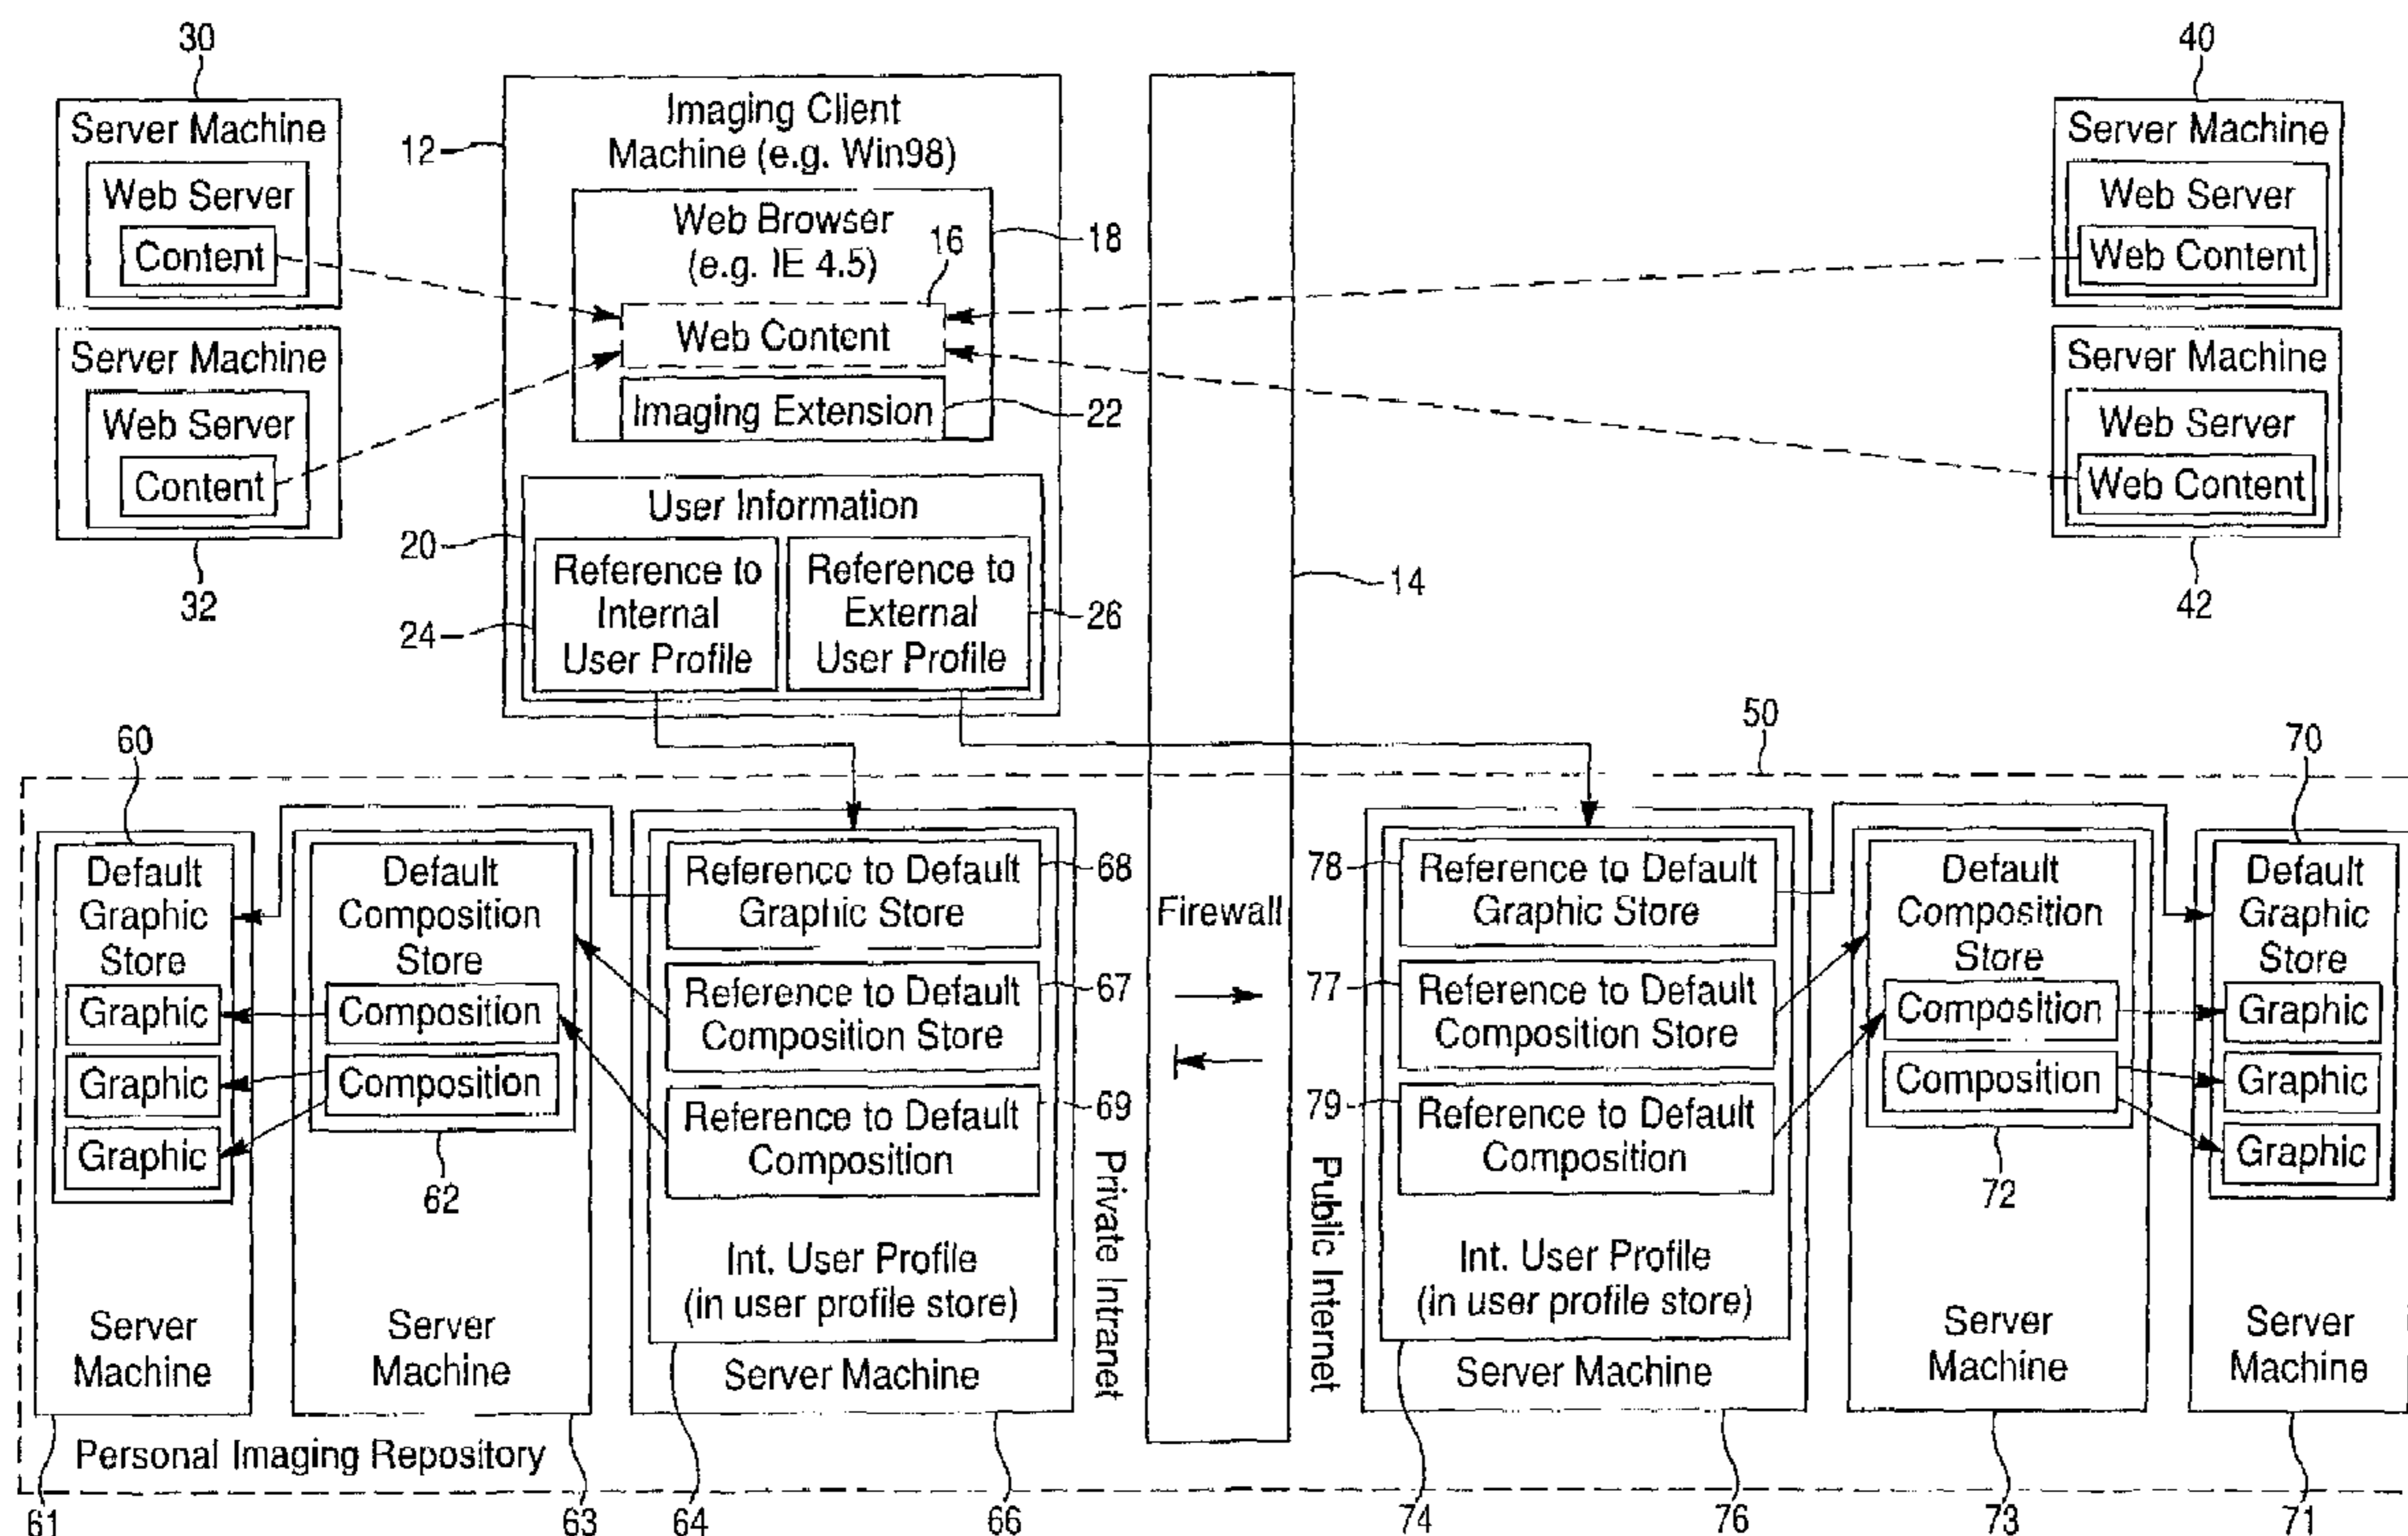 30
Server Machine
Web Server
Content
Server Machine
Web Server
Content
32
12
Imaging Client
Machine (e.g. Win98)
Web Browser
(e.g. IE 4.5)
16
18
Web Content
Imaging Extension
22
User Information
20
24
Reference to
Internal
User Profile
Reference to
External
User Profile
26
14
40
Server Machine
Web Server
Web Content
Server Machine
Web Server
Web Content
42
50
60
Default
Graphic
Store
Graphic
Graphic
Graphic
Server
Machine
61
Default
Composition
Store
Composition
Composition
62
Server
Machine
63
Reference to Default
Graphic Store
68
Reference to Default
Composition Store
67
Reference to Default
Composition
69
Int. User Profile
(in user profile store)
Server Machine
64
66
Private Intranet
Firewall
Public Internet
78
Reference to Default
Graphic Store
77
Reference to Default
Composition Store
79
Reference to Default
Composition
Int. User Profile
(in user profile store)
Server Machine
74
76
Default
Composition
Store
Composition
Composition
72
Server
Machine
73
70
Default
Graphic
Store
Graphic
Graphic
Graphic
Server
Machine
71
Personal Imaging Repository